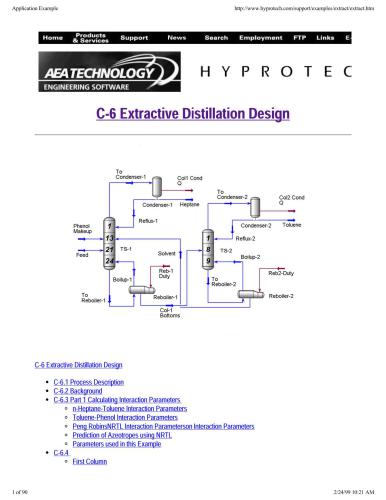 Application Example
http://www.hyprotech.com/support/examples/extract/extract.htm
Home Products & Services Support News Search Employment FTP Links E-
AEA TECHNOLOGY
ENGINEERING SOFTWARE
HYPROTEC
C-6 Extractive Distillation Design
To Condenser-1
Col1 Cond Q
Condenser-1
Heptane
Reflux-1
To Condenser-2
Col2 Cond Q
Condenser-2
Toluene
Reflux-2
Phenol Makeup
Feed
1
13
21
24
TS-1
Solvent
Boilup-1
Reb-1 Duty
To Reboiler-1
Reboiler-1
Col-1 Bottoms
1
8
9
TS-2
Boilup-2
Reb2-Duty
To Reboiler-2
Reboiler-2
C-6 Extractive Distillation Design
C-6.1 Process Description
C-6.2 Background
C-6.3 Part 1 Calculating Interaction Parameters
n-Heptane-Toluene Interaction Parameters
Toluene-Phenol Interaction Parameters
Peng RobinsNRTL Interaction Parameterson Interaction Parameters
Prediction of Azeotropes using NRTL
Parameters used in this Example
C-6.4
First Column
1 of 90
2/24/99 10:21 AM